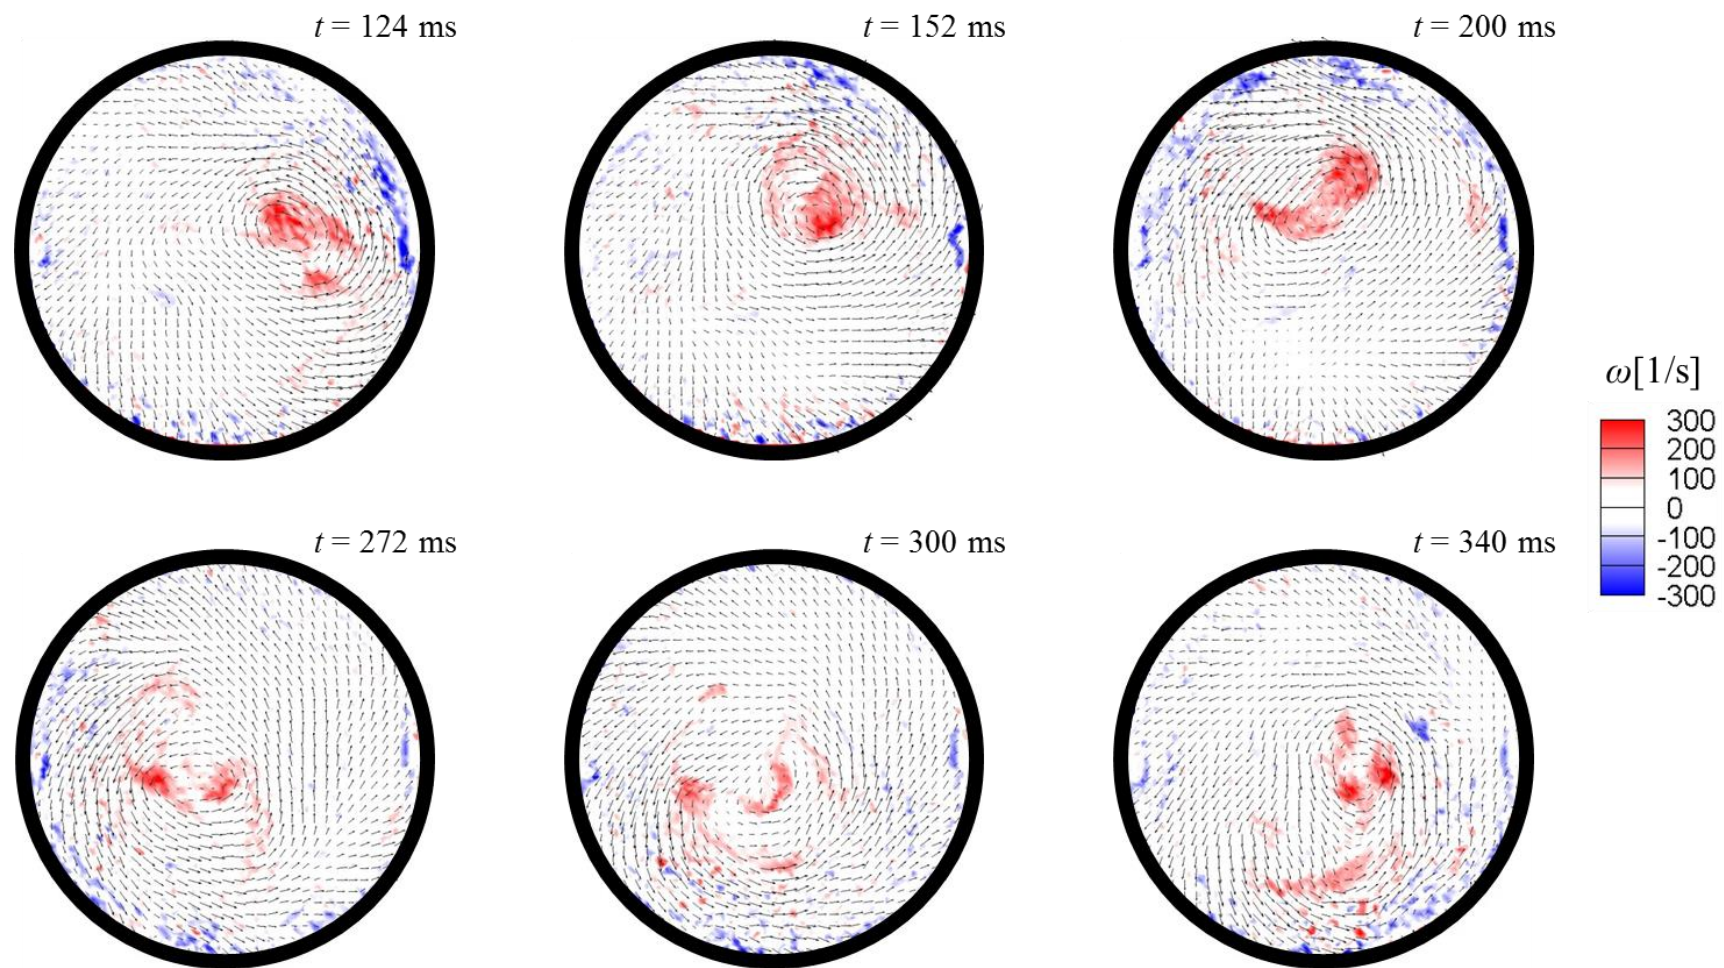 t = 124 ms
t = 152 ms
t = 200 ms
ω[1/s]
300
200
100
0
-100
-200
-300
t = 272 ms
t = 300 ms
t = 340 ms